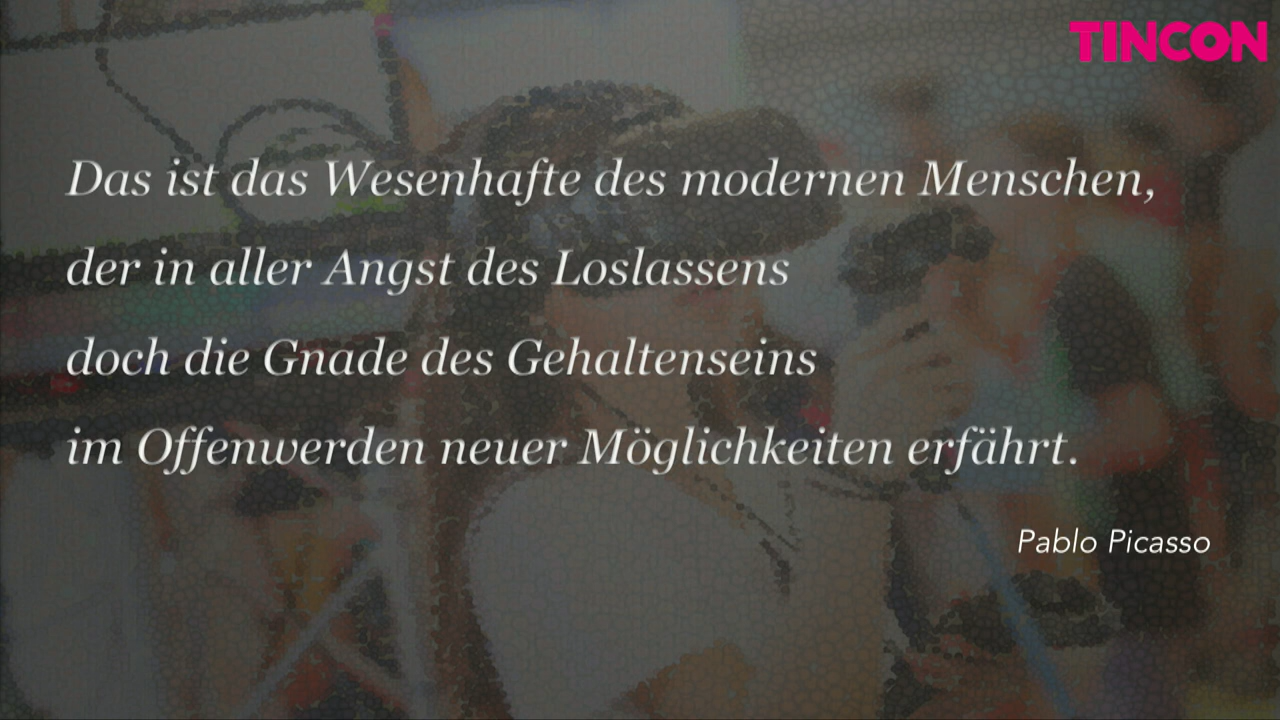 TINCON
Das ist das Wesenhafte des modernen Menschen,
der in aller Angst des Loslassens
doch die Gnade des Gehaltenseins
im Offenwerden neuer Möglichkeiten erfährt.
Pablo Picasso